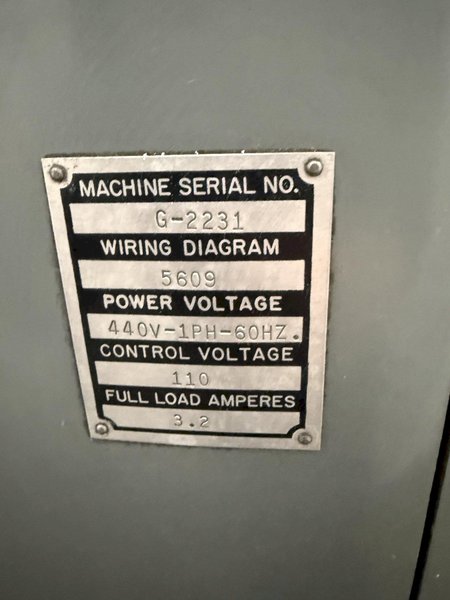 MACHINE SERIAL NO.
G-2231
WIRING DIAGRAM
5609
POWER VOLTAGE
440V-1PH-60HZ.
CONTROL VOLTAGE
110
FULL LOAD AMPERES
3.2